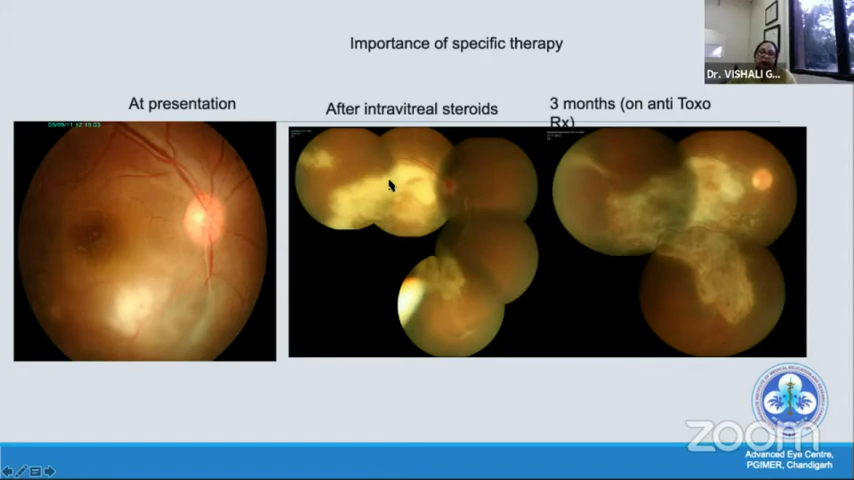 Importance of specific therapy
Dr. VISHALI G...
At presentation
After intravitreal steroids
3 months (on anti Toxo
Rx)
zoom
Advanced Eye Centre,
PGIMER, Chandigarh